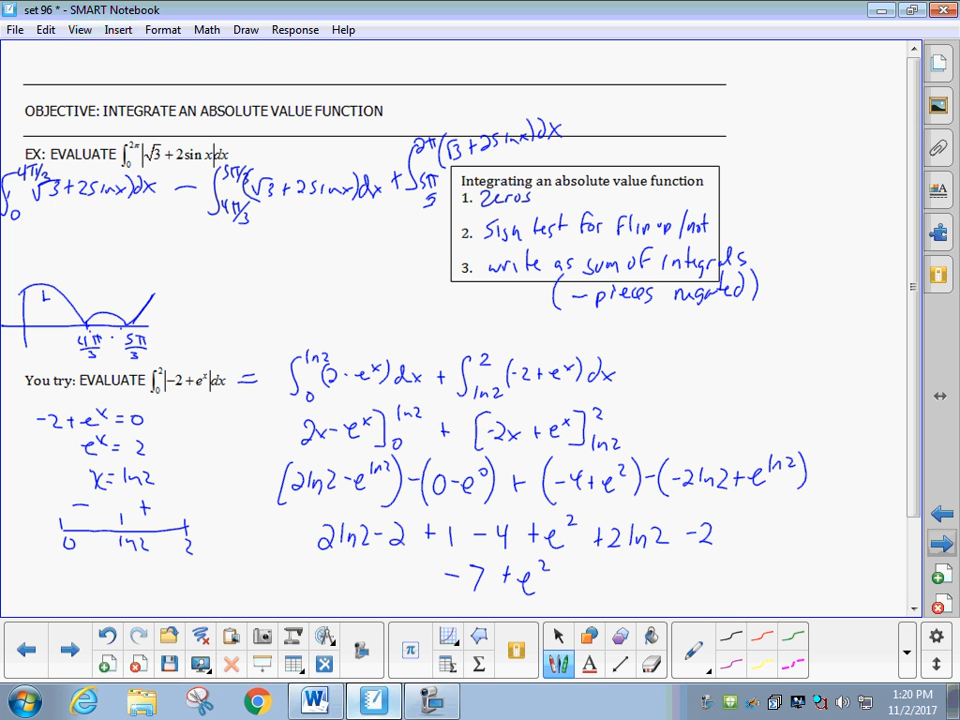 set 96 * - SMART Notebook
File Edit View Insert Format Math Draw Response Help
OBJECTIVE: INTEGRATE AN ABSOLUTE VALUE FUNCTION
EX: EVALUATE ∫₀^2π |√3 + 2sin x|dx
∫₀^4π/3 √3 + 2sinx)dx − ∫_4π/3^5π/3 (√3 + 2sinx)dx + ∫_5π/5^2π (√3 + 2sinx)dx
Integrating an absolute value function
1. Zeros
2. Sign test for flip up/not
3. write as sum of integrals
(− pieces negated)
4π/3 5π/3
You try: EVALUATE ∫₀² |−2 + eˣ|dx = ∫₀^ln2 (2 - eˣ)dx + ∫_ln2^2 (-2 + eˣ)dx
-2 + eˣ = 0
eˣ = 2
x = ln2
− +
0 ln2 2
2x - eˣ]₀^ln2 + [-2x + eˣ]_ln2^2
[2ln2 - e^ln2) - (0 - e⁰) + (-4 + e²) - (-2ln2 + e^ln2)
2ln2 - 2 + 1 - 4 + e² + 2ln2 - 2
- 7 + e²
1:20 PM
11/2/2017